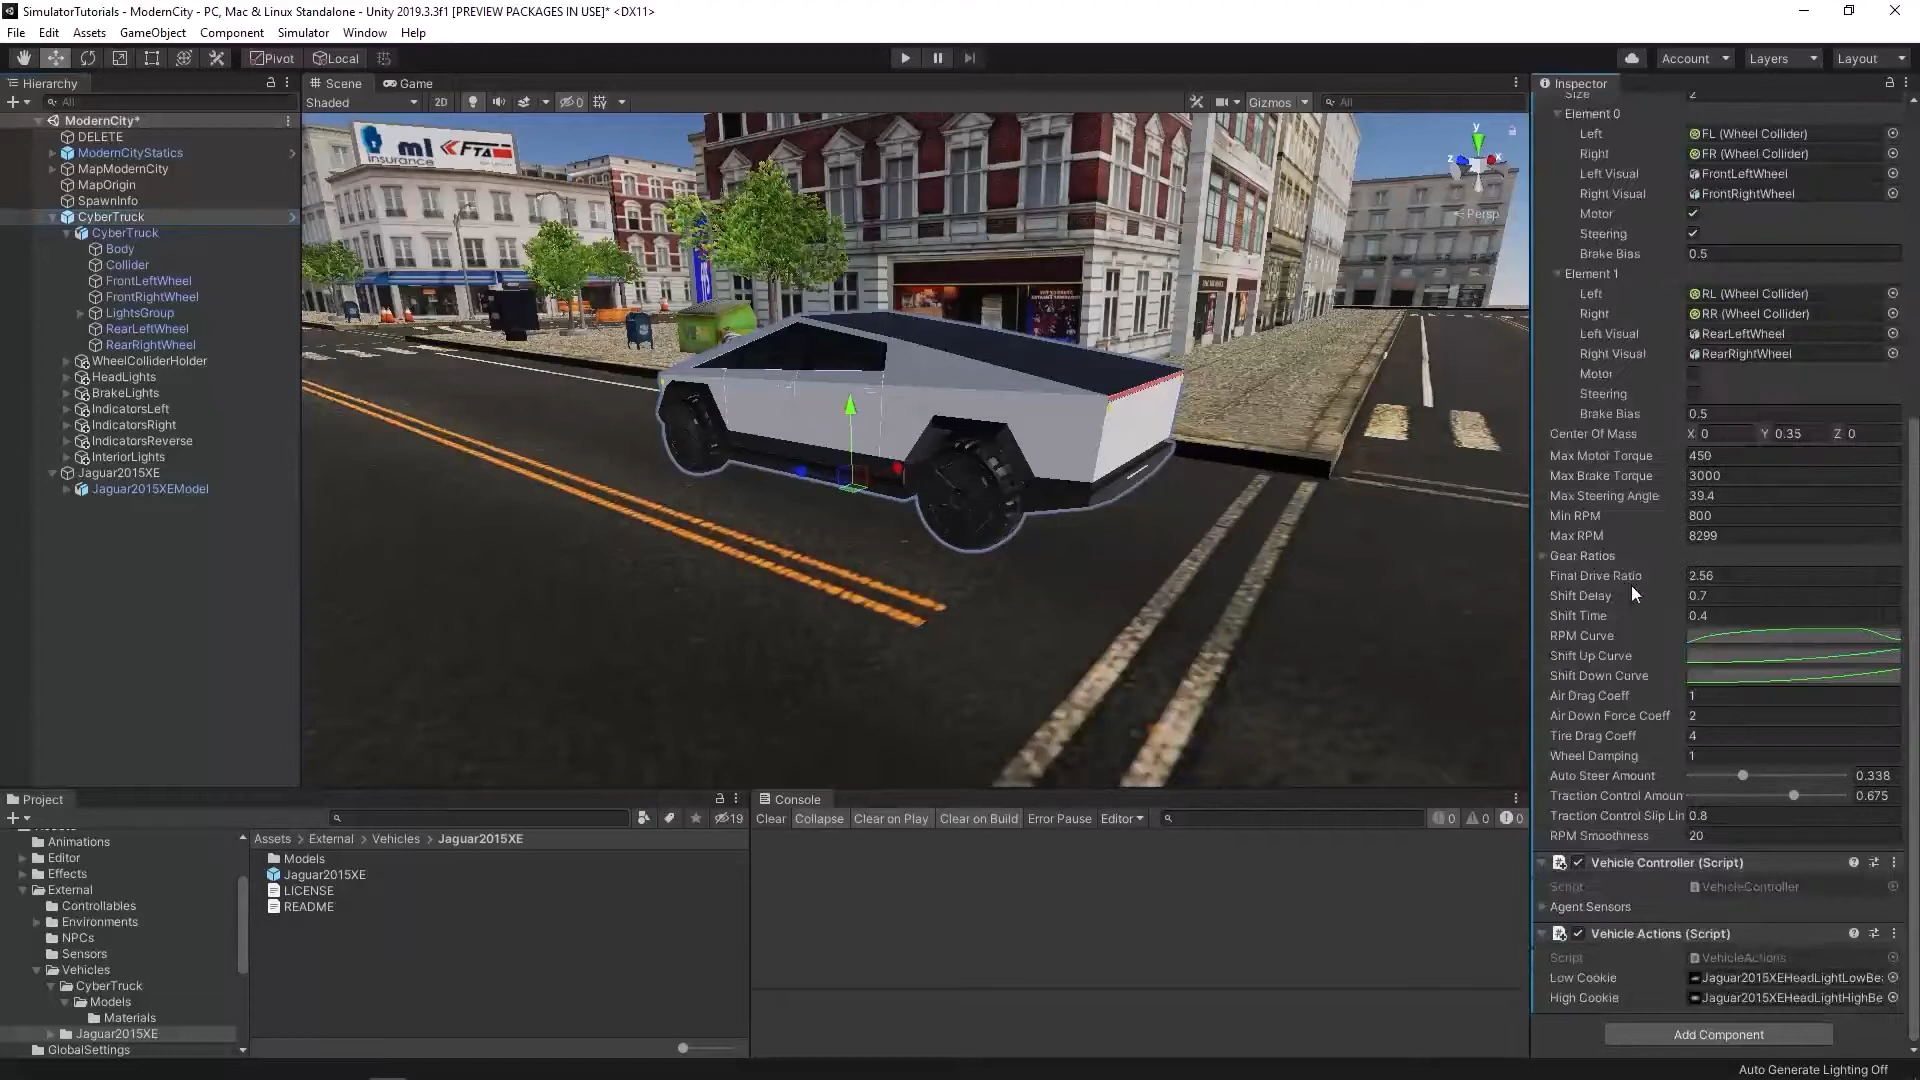 SimulatorTutorials - ModernCity - PC, Mac & Linux Standalone - Unity 2019.3.3f1 [PREVIEW PACKAGES IN USE]* <DX11>
File Edit Assets GameObject Component Simulator Window Help
Pivot Local Account Layers Layout
Hierarchy
All
ModernCity*
DELETE
ModernCityStatics
MapModernCity
MapOrigin
SpawnInfo
CyberTruck
CyberTruck
Body
Collider
FrontLeftWheel
FrontRightWheel
LightsGroup
RearLeftWheel
RearRightWheel
WheelColliderHolder
HeadLights
BrakeLights
IndicatorsLeft
IndicatorsRight
IndicatorsReverse
InteriorLights
Jaguar2015XE
Jaguar2015XEModel
Scene Game
Shaded 2D 0 Gizmos All
ml FTA
insurance
y
z x
Persp
Inspector
Size 2
Element 0
Left FL (Wheel Collider)
Right FR (Wheel Collider)
Left Visual FrontLeftWheel
Right Visual FrontRightWheel
Motor
Steering
Brake Bias 0.5
Element 1
Left RL (Wheel Collider)
Right RR (Wheel Collider)
Left Visual RearLeftWheel
Right Visual RearRightWheel
Motor
Steering
Brake Bias 0.5
Center Of Mass X 0 Y 0.35 Z 0
Max Motor Torque 450
Max Brake Torque 3000
Max Steering Angle 39.4
Min RPM 800
Max RPM 8299
Gear Ratios
Final Drive Ratio 2.56
Shift Delay 0.7
Shift Time 0.4
RPM Curve
Shift Up Curve
Shift Down Curve
Air Drag Coeff 1
Air Down Force Coeff 2
Tire Drag Coeff 4
Wheel Damping 1
Auto Steer Amount 0.338
Traction Control Amoun 0.675
Traction Control Slip Lin 0.8
RPM Smoothness 20
Vehicle Controller (Script)
Script VehicleController
Agent Sensors
Vehicle Actions (Script)
Script VehicleActions
Low Cookie Jaguar2015XEHeadLightLowBe
High Cookie Jaguar2015XEHeadLightHighBe
Add Component
Project
19
Animations
Editor
Effects
External
Controllables
Environments
NPCs
Sensors
Vehicles
CyberTruck
Models
Materials
Jaguar2015XE
GlobalSettings
Assets External Vehicles Jaguar2015XE
Models
Jaguar2015XE
LICENSE
README
Console
Clear Collapse Clear on Play Clear on Build Error Pause Editor 0 0 0
Auto Generate Lighting Off